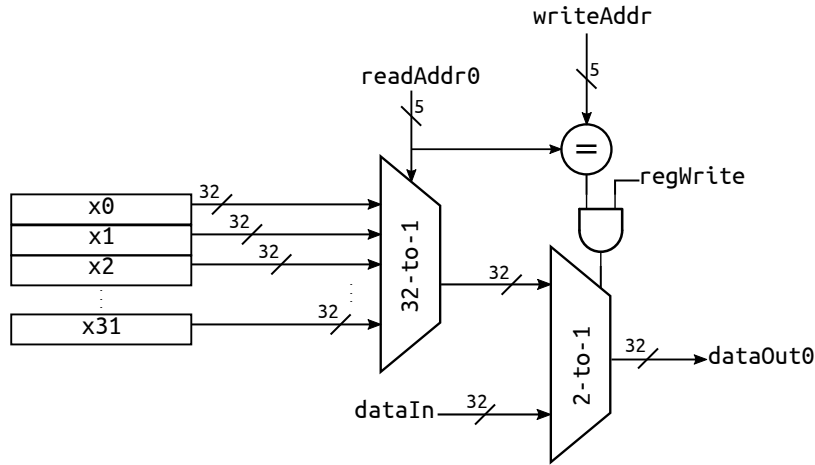 writeAddr
readAddr0
5
5
=
regWrite
x0
32
x1
32
x2
32
x31
32
32-to-1
32
2-to-1
32
dataOut0
dataIn
32